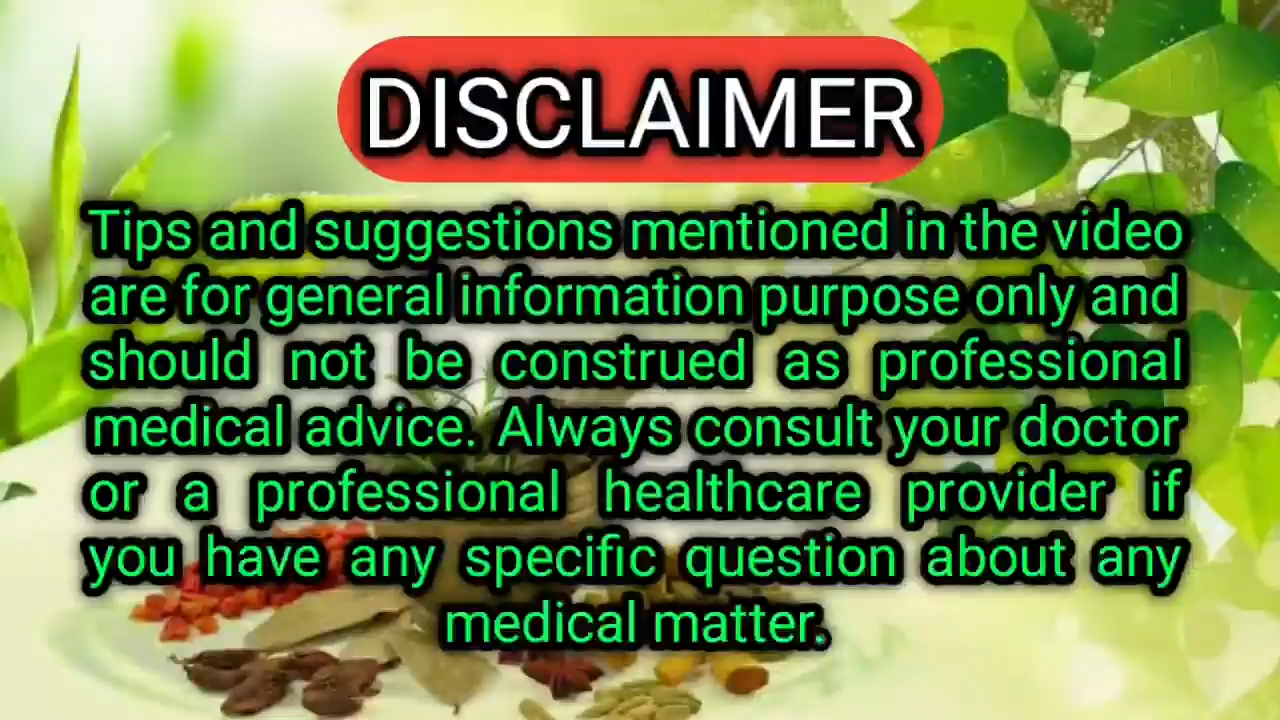 DISCLAIMER
Tips and suggestions mentioned in the video
are for general information purpose only and
should not be construed as professional
medical advice. Always consult your doctor
or a professional healthcare provider if
you have any specific question about any
medical matter.